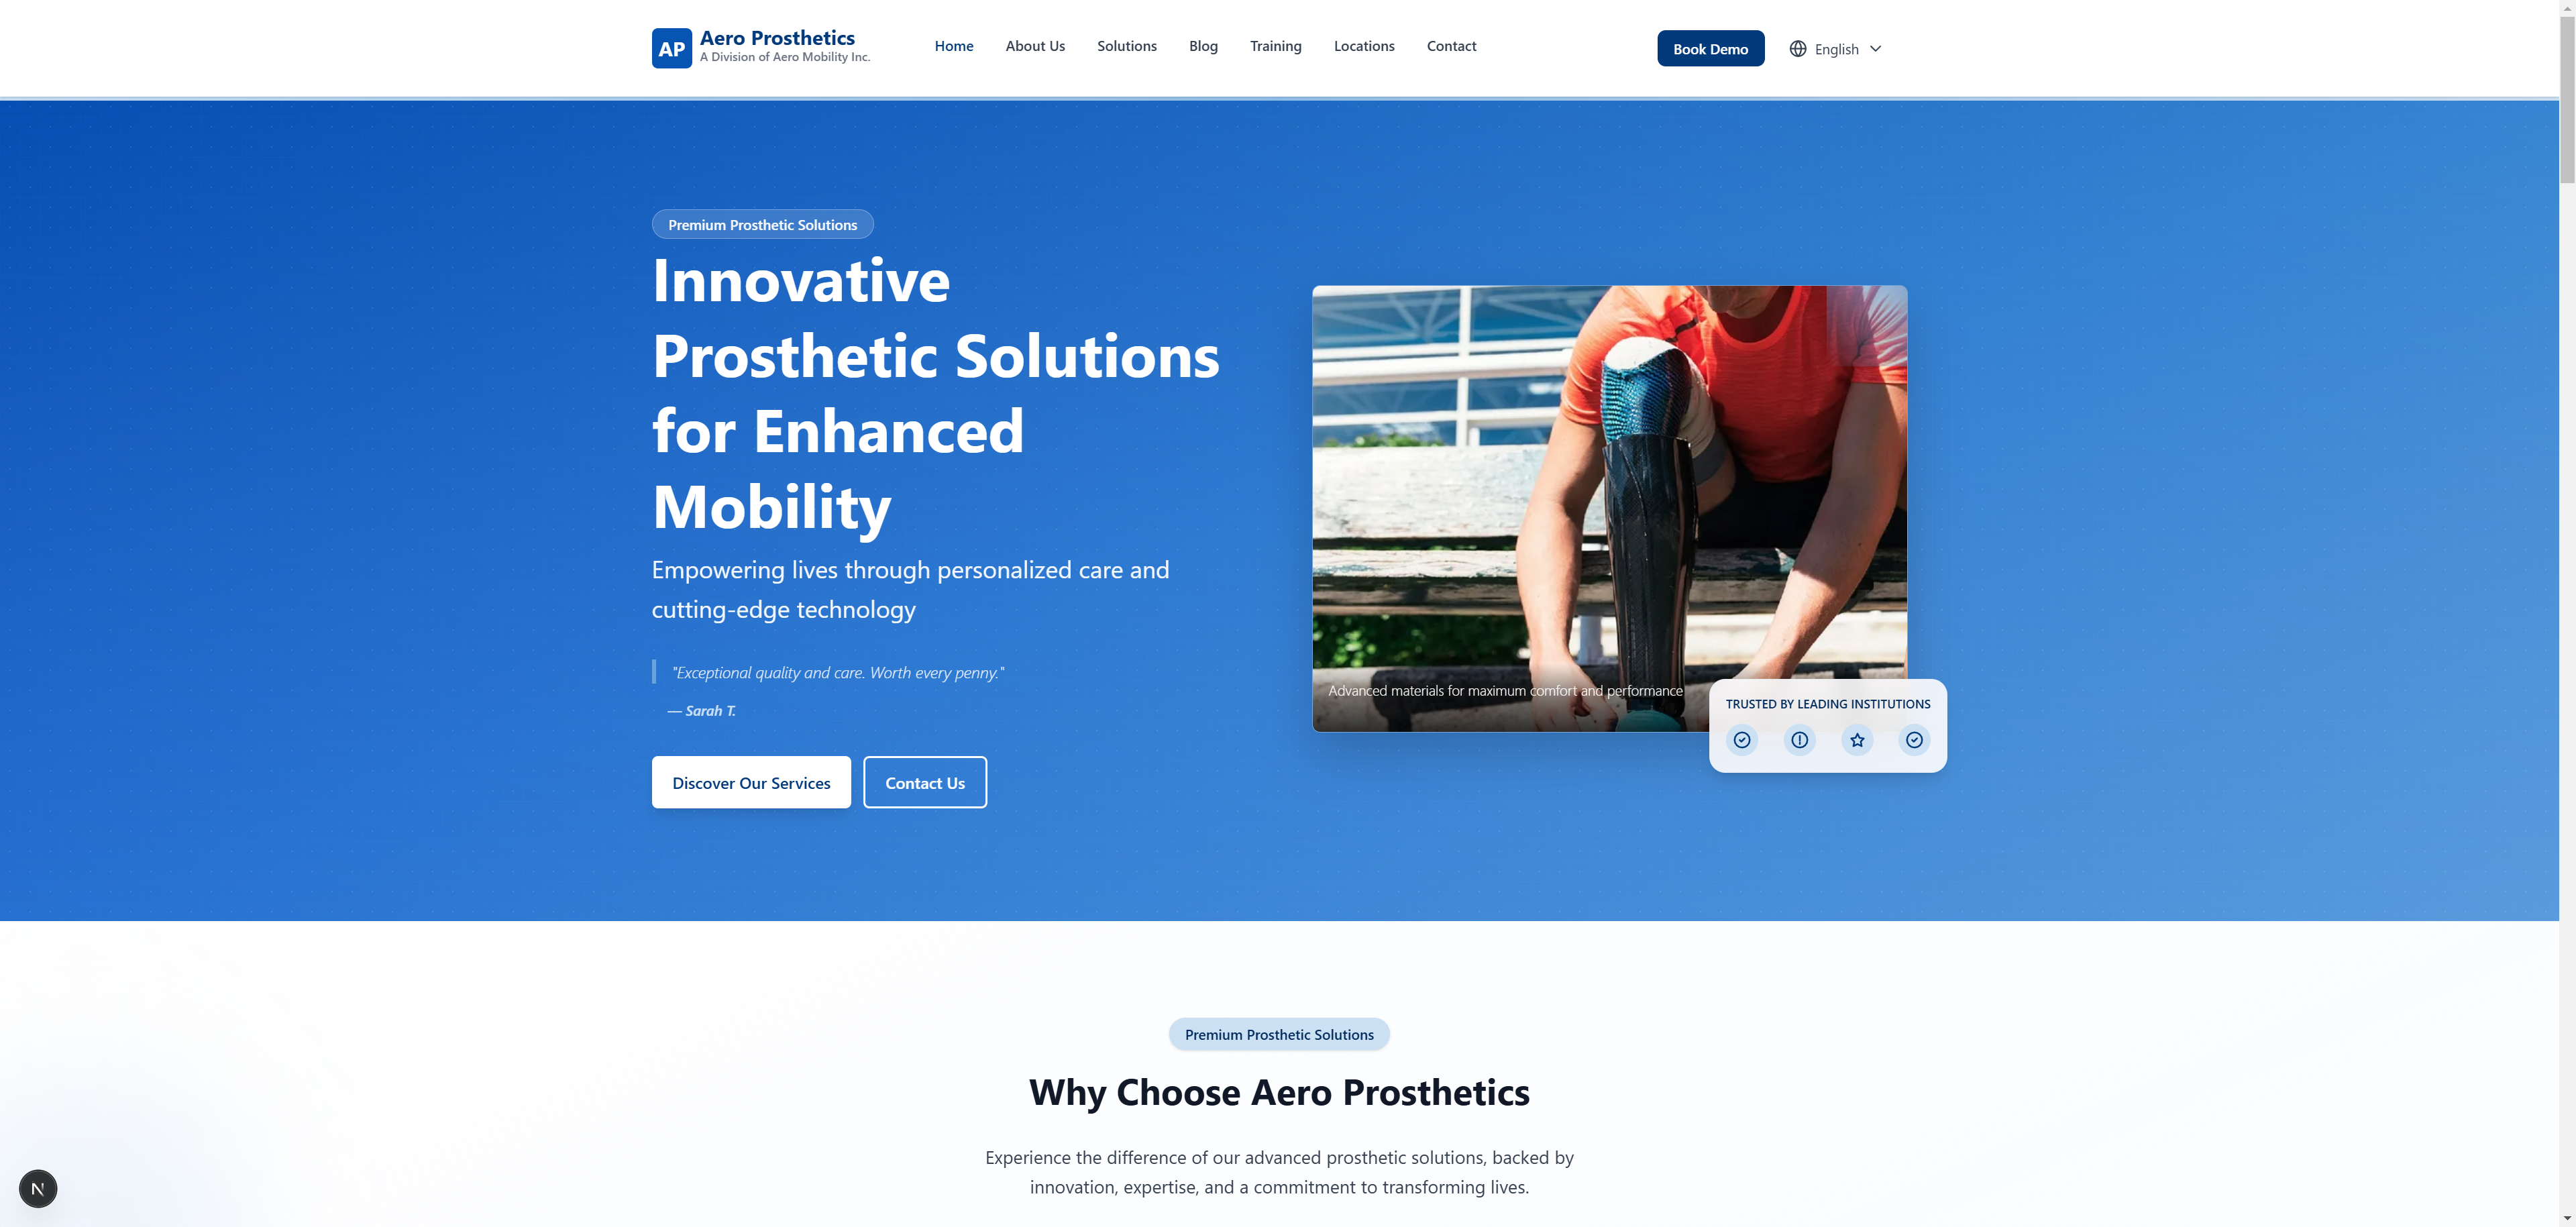 AP
Aero Prosthetics
A Division of Aero Mobility Inc.
Home
About Us
Solutions
Blog
Training
Locations
Contact
Book Demo
English
Premium Prosthetic Solutions
Innovative
Prosthetic Solutions
for Enhanced
Mobility
Empowering lives through personalized care and
cutting-edge technology
"Exceptional quality and care. Worth every penny."
— Sarah T.
Discover Our Services
Contact Us
Advanced materials for maximum comfort and performance
TRUSTED BY LEADING INSTITUTIONS
Premium Prosthetic Solutions
Why Choose Aero Prosthetics
Experience the difference of our advanced prosthetic solutions, backed by
innovation, expertise, and a commitment to transforming lives.
N